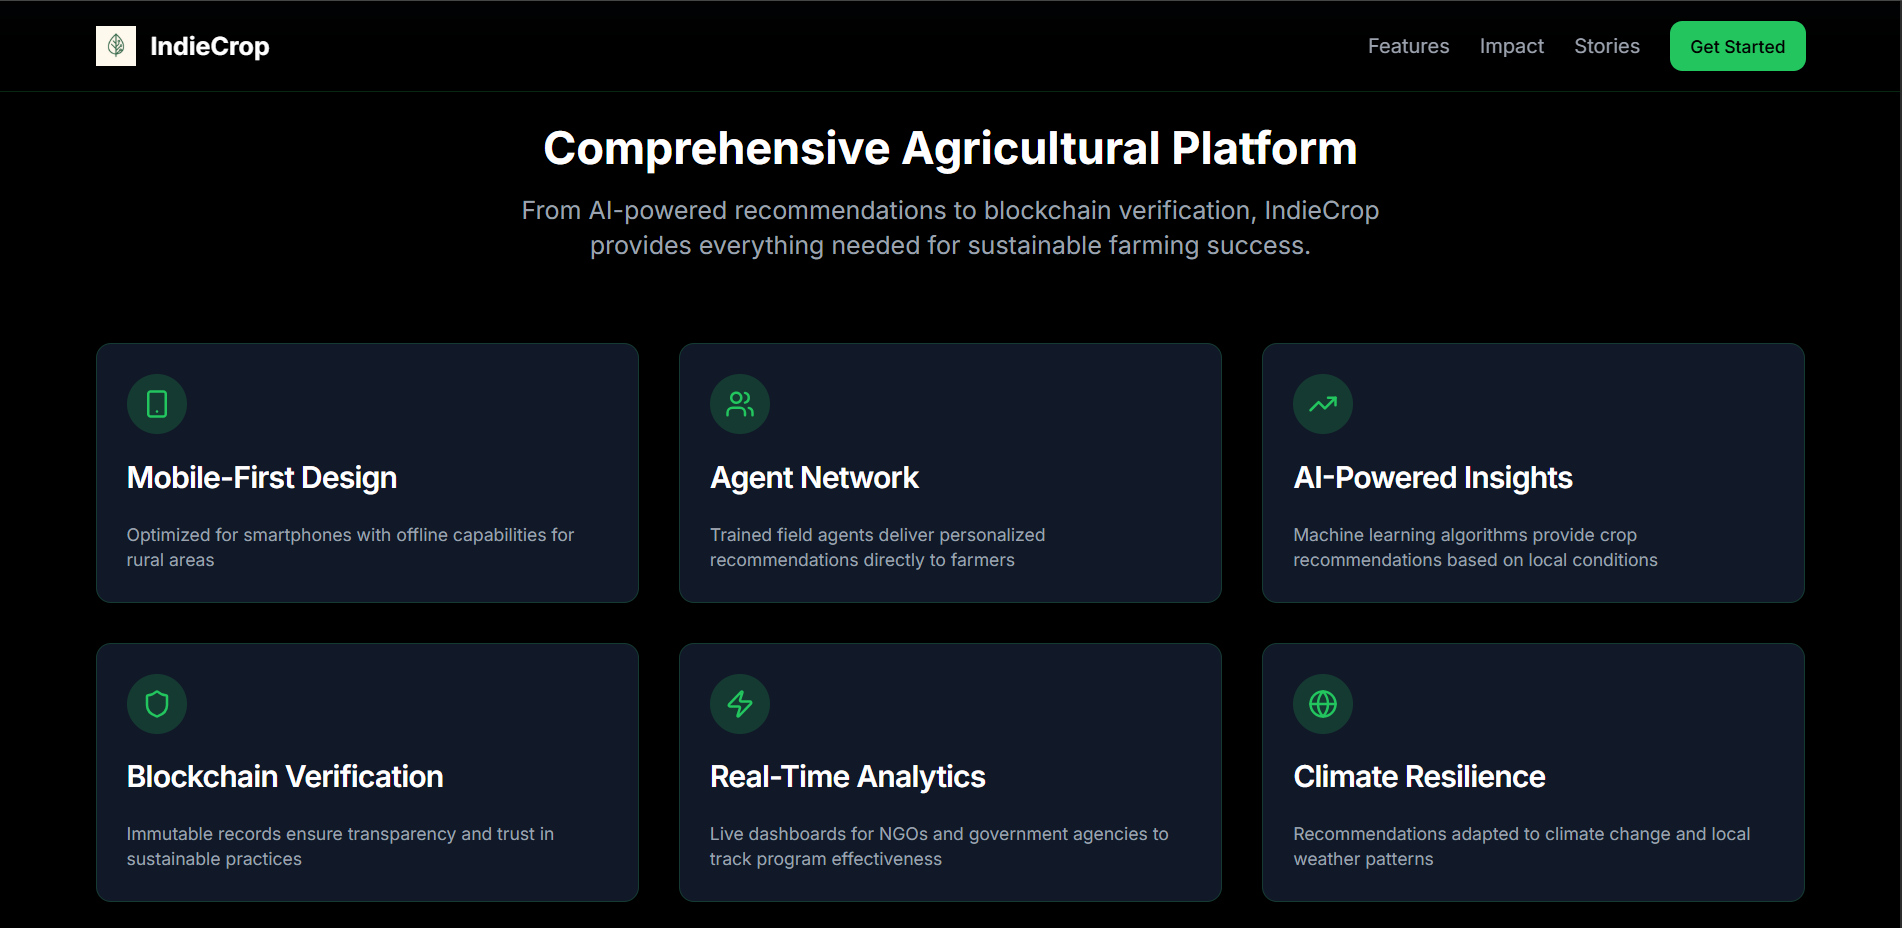 IndieCrop
Features
Impact
Stories
Get Started
Comprehensive Agricultural Platform
From AI-powered recommendations to blockchain verification, IndieCrop
provides everything needed for sustainable farming success.
Mobile-First Design
Optimized for smartphones with offline capabilities for
rural areas
Agent Network
Trained field agents deliver personalized
recommendations directly to farmers
AI-Powered Insights
Machine learning algorithms provide crop
recommendations based on local conditions
Blockchain Verification
Immutable records ensure transparency and trust in
sustainable practices
Real-Time Analytics
Live dashboards for NGOs and government agencies to
track program effectiveness
Climate Resilience
Recommendations adapted to climate change and local
weather patterns